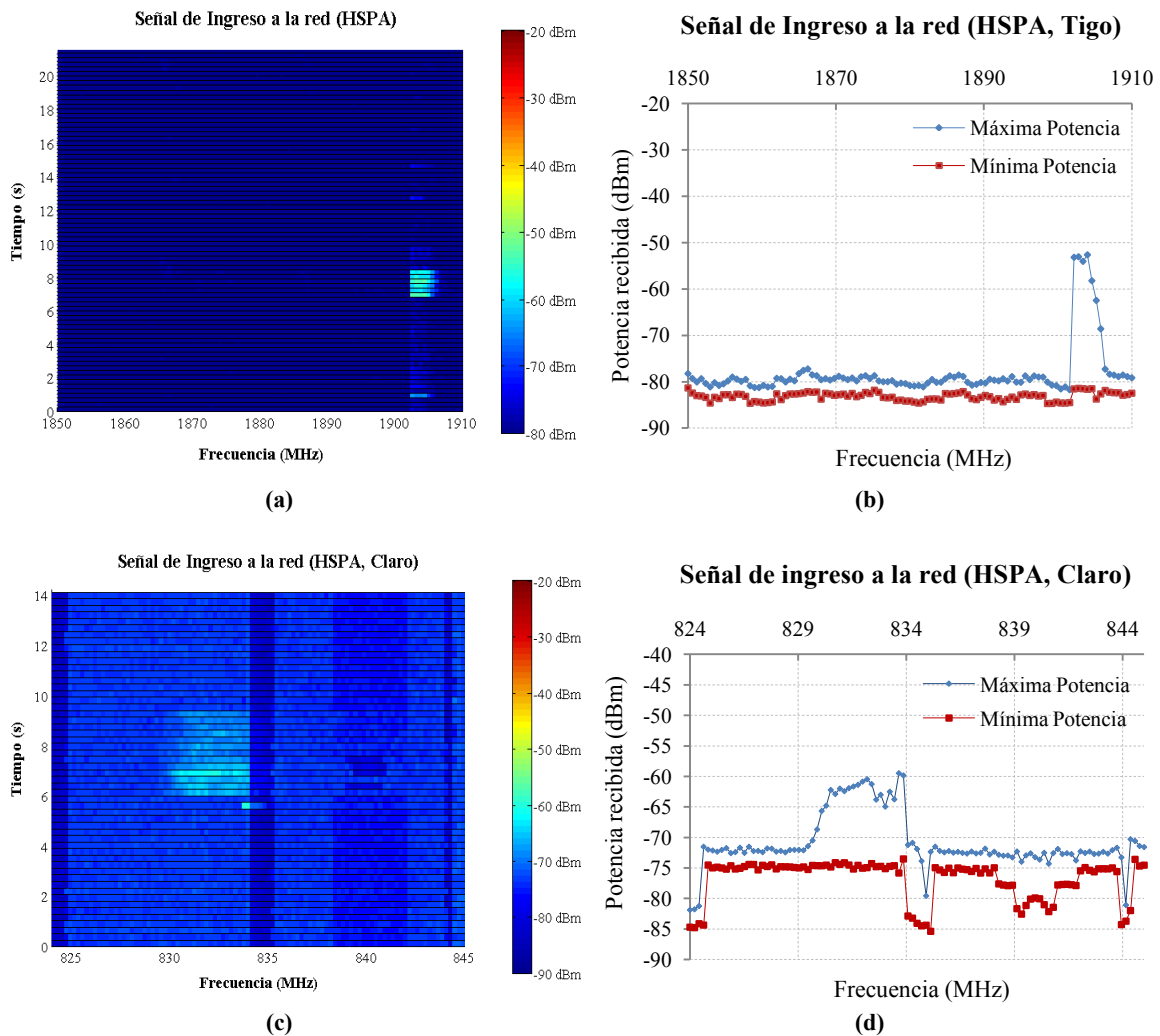 Señal de Ingreso a la red (HSPA)
Tiempo (s)
20
18
16
14
12
10
8
6
4
2
0
1850 1860 1870 1880 1890 1900 1910
Frecuencia (MHz)
-20 dBm
-30 dBm
-40 dBm
-50 dBm
-60 dBm
-70 dBm
-80 dBm
(a)
Señal de Ingreso a la red (HSPA, Tigo)
1850 1870 1890 1910
Potencia recibida (dBm)
-20
-30
-40
-50
-60
-70
-80
-90
Máxima Potencia
Mínima Potencia
Frecuencia (MHz)
(b)
Señal de Ingreso a la red (HSPA, Claro)
Tiempo (s)
14
12
10
8
6
4
2
0
825 830 835 840 845
Frecuencia (MHz)
-20 dBm
-30 dBm
-40 dBm
-50 dBm
-60 dBm
-70 dBm
-80 dBm
-90 dBm
(c)
Señal de ingreso a la red (HSPA, Claro)
824 829 834 839 844
Potencia recibida (dBm)
-40
-45
-50
-55
-60
-65
-70
-75
-80
-85
-90
Máxima Potencia
Mínima Potencia
Frecuencia (MHz)
(d)